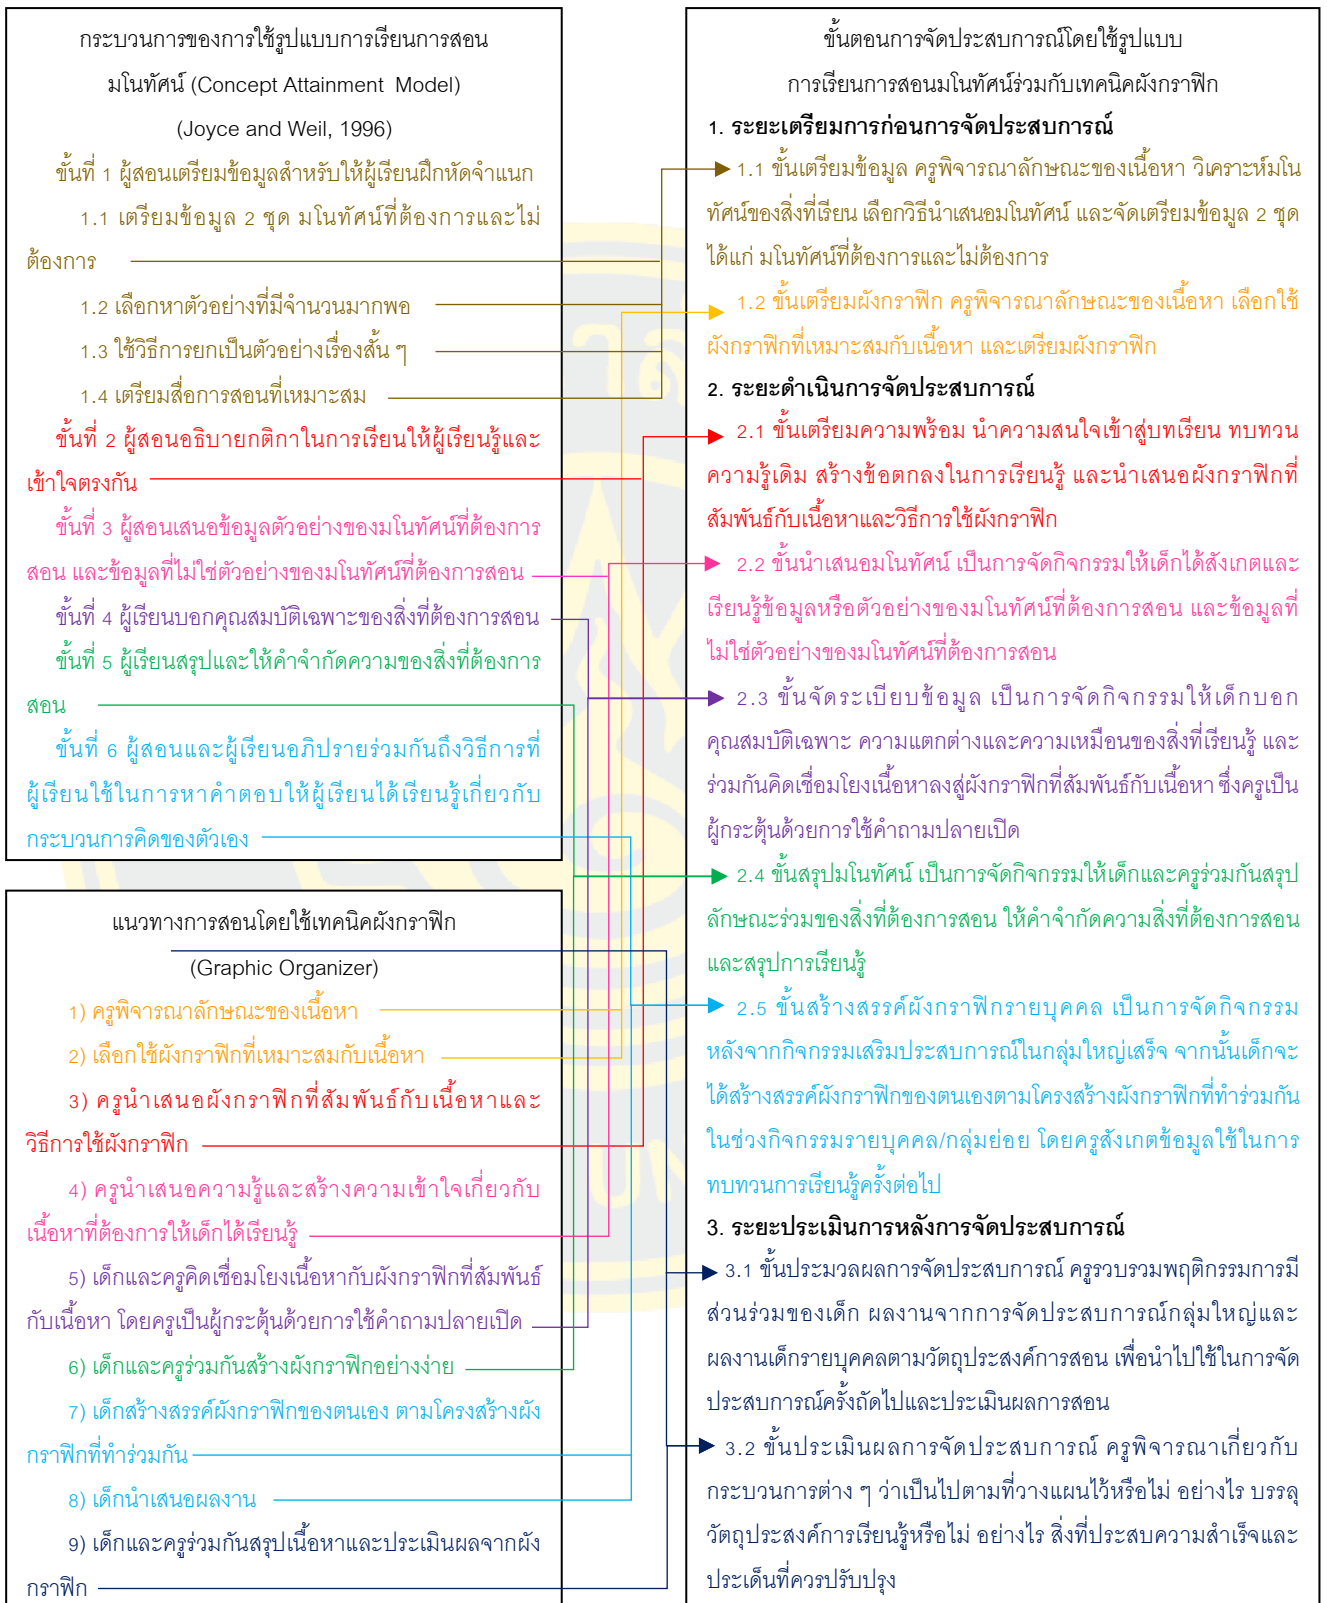 กระบวนการของการใช้รูปแบบการเรียนการสอน
มโนทัศน์ (Concept Attainment Model)
(Joyce and Weil, 1996)
ขั้นที่ 1 ผู้สอนเตรียมข้อมูลสำหรับให้ผู้เรียนฝึกหัดจำแนก
1.1 เตรียมข้อมูล 2 ชุด มโนทัศน์ที่ต้องการและไม่
ต้องการ
1.2 เลือกหาตัวอย่างที่มีจำนวนมากพอ
1.3 ใช้วิธีการยกเป็นตัวอย่างเรื่องสั้น ๆ
1.4 เตรียมสื่อการสอนที่เหมาะสม
ขั้นที่ 2 ผู้สอนอธิบายกติกาในการเรียนให้ผู้เรียนรู้และ
เข้าใจตรงกัน
ขั้นที่ 3 ผู้สอนเสนอข้อมูลตัวอย่างของมโนทัศน์ที่ต้องการ
สอน และข้อมูลที่ไม่ใช่ตัวอย่างของมโนทัศน์ที่ต้องการสอน
ขั้นที่ 4 ผู้เรียนบอกคุณสมบัติเฉพาะของสิ่งที่ต้องการสอน
ขั้นที่ 5 ผู้เรียนสรุปและให้คำจำกัดความของสิ่งที่ต้องการ
สอน
ขั้นที่ 6 ผู้สอนและผู้เรียนอภิปรายร่วมกันถึงวิธีการที่
ผู้เรียนใช้ในการหาคำตอบให้ผู้เรียนได้เรียนรู้เกี่ยวกับ
กระบวนการคิดของตัวเอง
แนวทางการสอนโดยใช้เทคนิคผังกราฟิก
(Graphic Organizer)
1) ครูพิจารณาลักษณะของเนื้อหา
2) เลือกใช้ผังกราฟิกที่เหมาะสมกับเนื้อหา
3) ครูนำเสนอผังกราฟิกที่สัมพันธ์กับเนื้อหาและ
วิธีการใช้ผังกราฟิก
4) ครูนำเสนอความรู้และสร้างความเข้าใจเกี่ยวกับ
เนื้อหาที่ต้องการให้เด็กได้เรียนรู้
5) เด็กและครูคิดเชื่อมโยงเนื้อหากับผังกราฟิกที่สัมพันธ์
กับเนื้อหา โดยครูเป็นผู้กระตุ้นด้วยการใช้คำถามปลายเปิด
6) เด็กและครูร่วมกันสร้างผังกราฟิกอย่างง่าย
7) เด็กสร้างสรรค์ผังกราฟิกของตนเอง ตามโครงสร้างผัง
กราฟิกที่ทำร่วมกัน
8) เด็กนำเสนอผลงาน
9) เด็กและครูร่วมกันสรุปเนื้อหาและประเมินผลจากผัง
กราฟิก
ขั้นตอนการจัดประสบการณ์โดยใช้รูปแบบ
การเรียนการสอนมโนทัศน์ร่วมกับเทคนิคผังกราฟิก
1. ระยะเตรียมการก่อนการจัดประสบการณ์
1.1 ขั้นเตรียมข้อมูล ครูพิจารณาลักษณะของเนื้อหา วิเคราะห์มโน
ทัศน์ของสิ่งที่เรียน เลือกวิธีนำเสนอมโนทัศน์ และจัดเตรียมข้อมูล 2 ชุด
ได้แก่ มโนทัศน์ที่ต้องการและไม่ต้องการ
1.2 ขั้นเตรียมผังกราฟิก ครูพิจารณาลักษณะของเนื้อหา เลือกใช้
ผังกราฟิกที่เหมาะสมกับเนื้อหา และเตรียมผังกราฟิก
2. ระยะดำเนินการจัดประสบการณ์
2.1 ขั้นเตรียมความพร้อม นำความสนใจเข้าสู่บทเรียน ทบทวน
ความรู้เดิม สร้างข้อตกลงในการเรียนรู้ และนำเสนอผังกราฟิกที่
สัมพันธ์กับเนื้อหาและวิธีการใช้ผังกราฟิก
2.2 ขั้นนำเสนอมโนทัศน์ เป็นการจัดกิจกรรมให้เด็กได้สังเกตและ
เรียนรู้ข้อมูลหรือตัวอย่างของมโนทัศน์ที่ต้องการสอน และข้อมูลที่
ไม่ใช่ตัวอย่างของมโนทัศน์ที่ต้องการสอน
2.3 ขั้นจัดระเบียบข้อมูล เป็นการจัดกิจกรรมให้เด็กบอก
คุณสมบัติเฉพาะ ความแตกต่างและความเหมือนของสิ่งที่เรียนรู้ และ
ร่วมกันคิดเชื่อมโยงเนื้อหาลงสู่ผังกราฟิกที่สัมพันธ์กับเนื้อหา ซึ่งครูเป็น
ผู้กระตุ้นด้วยการใช้คำถามปลายเปิด
2.4 ขั้นสรุปมโนทัศน์ เป็นการจัดกิจกรรมให้เด็กและครูร่วมกันสรุป
ลักษณะร่วมของสิ่งที่ต้องการสอน ให้คำจำกัดความสิ่งที่ต้องการสอน
และสรุปการเรียนรู้
2.5 ขั้นสร้างสรรค์ผังกราฟิกรายบุคคล เป็นการจัดกิจกรรม
หลังจากกิจกรรมเสริมประสบการณ์ในกลุ่มใหญ่เสร็จ จากนั้นเด็กจะ
ได้สร้างสรรค์ผังกราฟิกของตนเองตามโครงสร้างผังกราฟิกที่ทำร่วมกัน
ในช่วงกิจกรรมรายบุคคล/กลุ่มย่อย โดยครูสังเกตข้อมูลใช้ในการ
ทบทวนการเรียนรู้ครั้งต่อไป
3. ระยะประเมินการหลังการจัดประสบการณ์
3.1 ขั้นประมวลผลการจัดประสบการณ์ ครูรวบรวมพฤติกรรมการมี
ส่วนร่วมของเด็ก ผลงานจากการจัดประสบการณ์กลุ่มใหญ่และ
ผลงานเด็กรายบุคคลตามวัตถุประสงค์การสอน เพื่อนำไปใช้ในการจัด
ประสบการณ์ครั้งถัดไปและประเมินผลการสอน
3.2 ขั้นประเมินผลการจัดประสบการณ์ ครูพิจารณาเกี่ยวกับ
กระบวนการต่าง ๆ ว่าเป็นไปตามที่วางแผนไว้หรือไม่ อย่างไร บรรลุ
วัตถุประสงค์การเรียนรู้หรือไม่ อย่างไร สิ่งที่ประสบความสำเร็จและ
ประเด็นที่ควรปรับปรุง